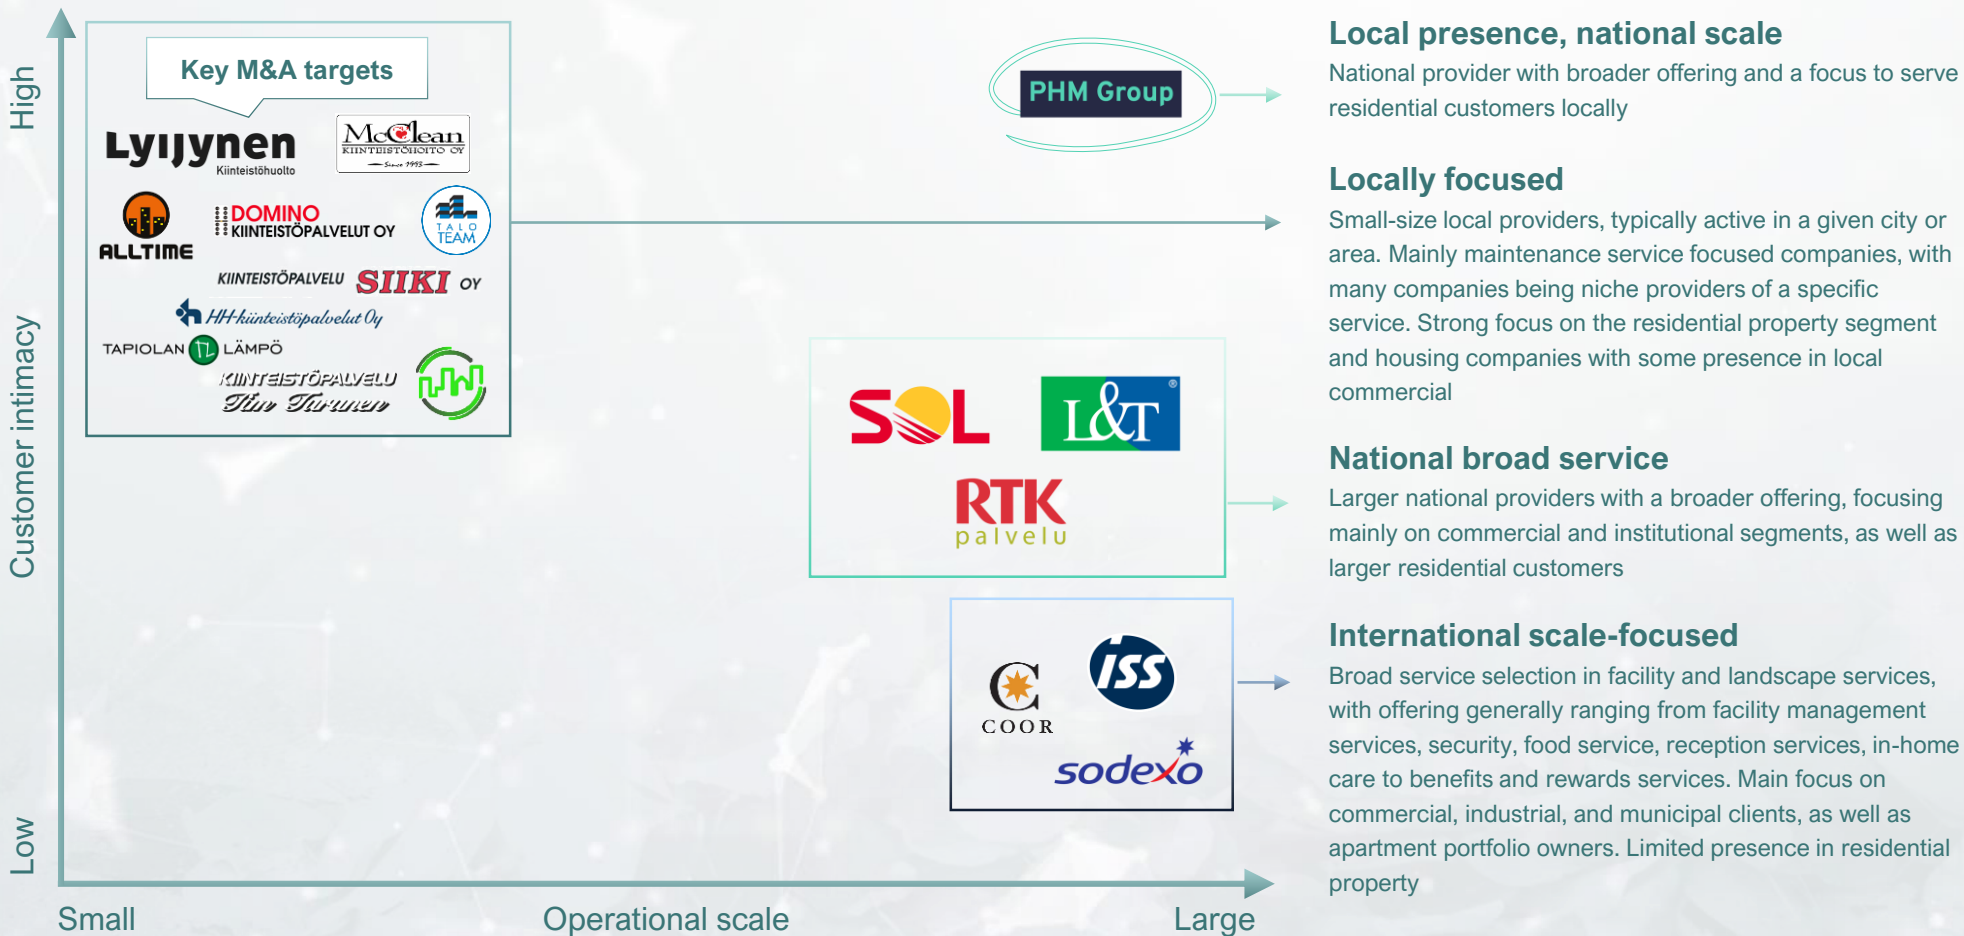 High
Customer intimacy
Low
Small
Operational scale
Large
Key M&A targets
Lyijynen
Kiinteistöhuolto
McClean
KIINTEISTÖHOITO OY
Since 1993
ALLTIME
DOMINO
KIINTEISTÖPALVELUT OY
TALO
TEAM
KIINTEISTÖPALVELU SIIKI OY
HH-kiinteistöpalvelut Oy
TAPIOLAN TL LÄMPÖ
KIINTEISTÖPALVELU
Tim Turunen
PHM Group
SOL
L&T®
RTK
palvelu
COOR
ISS
sodexo
Local presence, national scale
National provider with broader offering and a focus to serve
residential customers locally
Locally focused
Small-size local providers, typically active in a given city or
area. Mainly maintenance service focused companies, with
many companies being niche providers of a specific
service. Strong focus on the residential property segment
and housing companies with some presence in local
commercial
National broad service
Larger national providers with a broader offering, focusing
mainly on commercial and institutional segments, as well as
larger residential customers
International scale-focused
Broad service selection in facility and landscape services,
with offering generally ranging from facility management
services, security, food service, reception services, in-home
care to benefits and rewards services. Main focus on
commercial, industrial, and municipal clients, as well as
apartment portfolio owners. Limited presence in residential
property